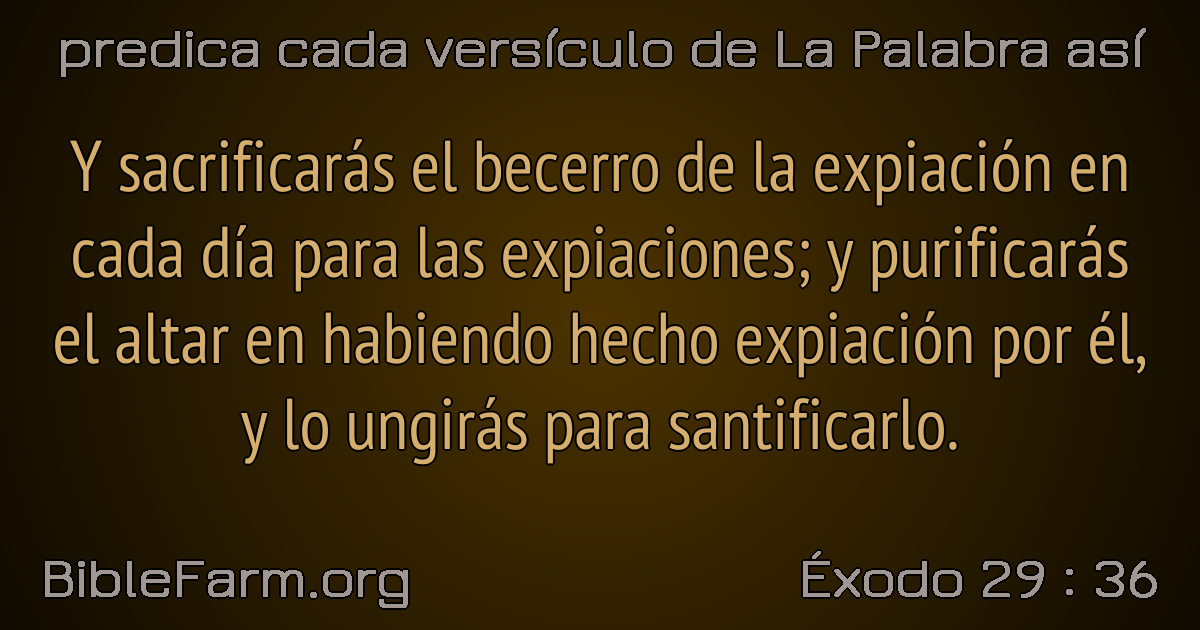 predica cada versículo de La Palabra así
Y sacrificarás el becerro de la expiación en
cada día para las expiaciones; y purificarás
el altar en habiendo hecho expiación por él,
y lo ungirás para santificarlo.
BibleFarm.org
Éxodo 29 : 36